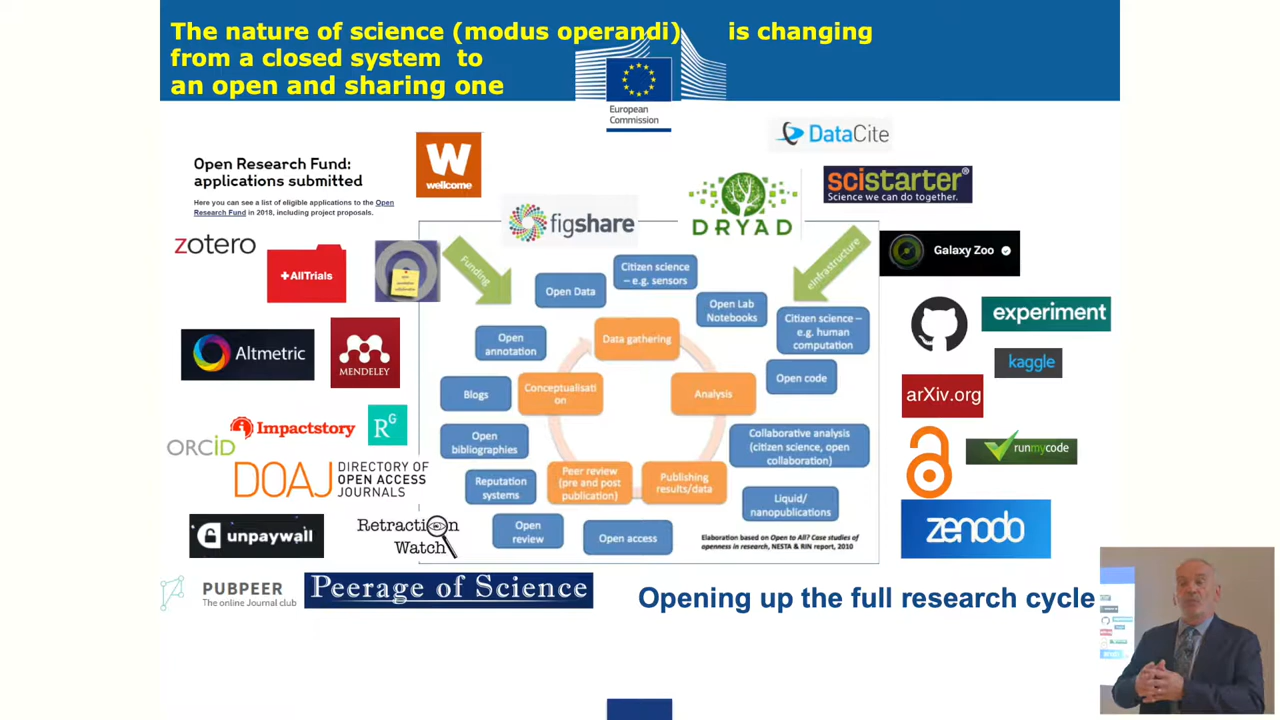 The nature of science (modus operandi) is changing
from a closed system to
an open and sharing one
European
Commission
DataCite
Open Research Fund:
applications submitted
Here you can see a list of eligible applications to the Open
Research Fund in 2018, including project proposals.
W
wellcome
scistarter®
Science we can do together.
figshare
DRYAD
zotero
+AllTrials
Funding
eInfrastructure
Galaxy Zoo
Citizen science
– e.g. sensors
Open Data
Open Lab
Notebooks
Citizen science –
e.g. human
computation
experiment
Open
annotation
Data gathering
Altmetric
MENDELEY
kaggle
Blogs
Conceptualisati
on
Analysis
Open code
arXiv.org
Impactstory
RG
ORCID
Open
bibliographies
Collaborative analysis
(citizen science, open
collaboration)
runmycode
DOAJ
DIRECTORY OF
OPEN ACCESS
JOURNALS
Reputation
systems
Peer review
(pre and post
publication)
Publishing
results/data
Liquid/
nanopublications
unpaywall
Retraction
Watch
Open
review
Open access
Elaboration based on Open to All? Case studies of
openness in research, NESTA & RIN report, 2010
zenodo
PUBPEER
The online Journal club
Peerage of Science
Opening up the full research cycle